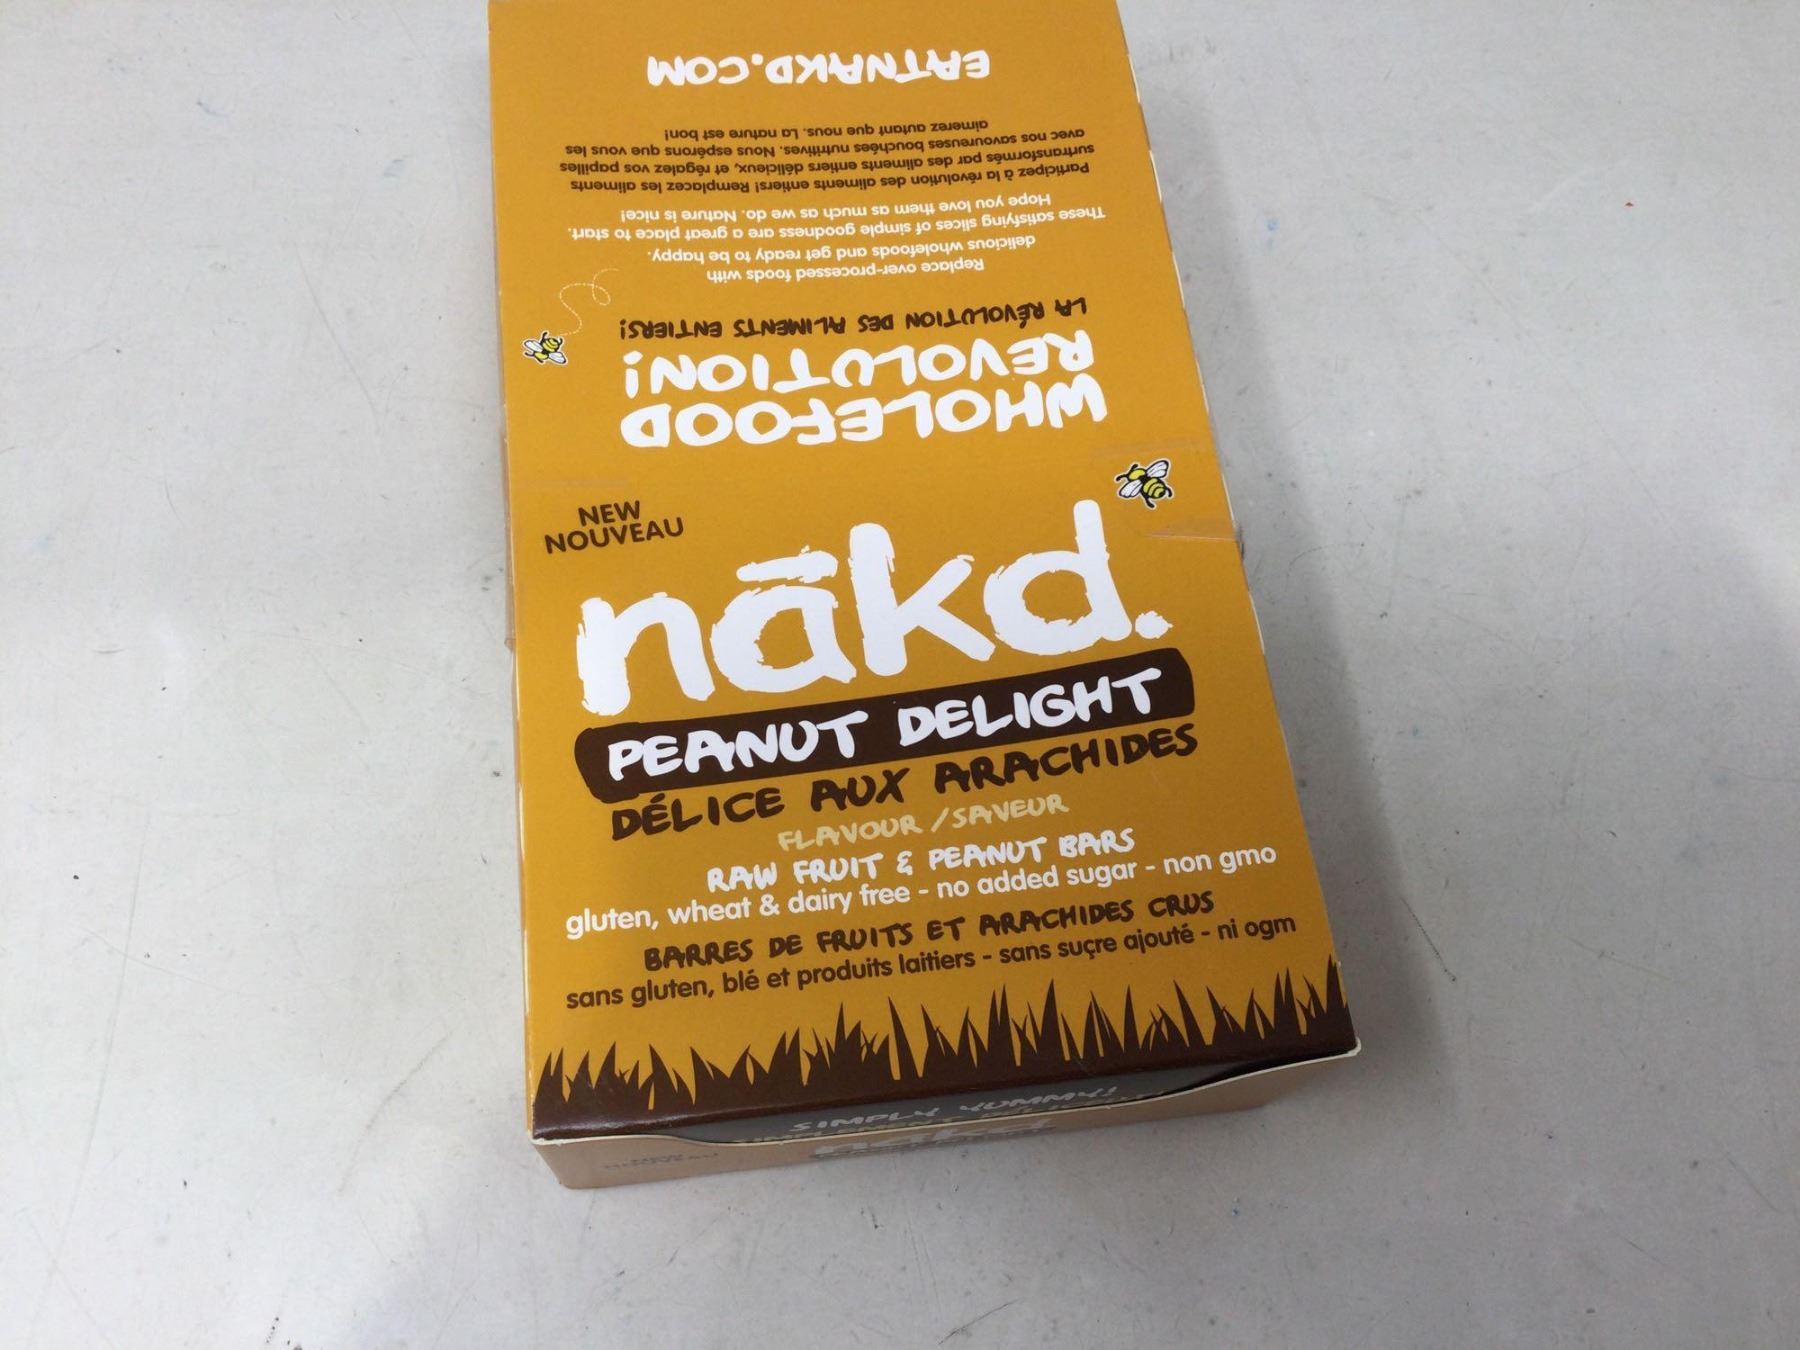 EATNAKD.COM
Participez à la révolution des aliments entiers! Remplacez les aliments
surtransformés par des aliments entiers délicieux, et régalez vos papilles
avec nos savoureuses bouchées nutritives. Nous espérons que vous les
aimerez autant que nous. La nature est bon!
Replace over-processed foods with
delicious wholefoods and get ready to be happy.
These satisfying slices of simple goodness are a great place to start.
Hope you love them as much as we do. Nature is nice!
LA RÉVOLUTION DES ALIMENTS ENTIERS!
WHOLEFOOD
REVOLUTION!
NEW
NOUVEAU
nākd.
PEANUT DELIGHT
DÉLICE AUX ARACHIDES
FLAVOUR / SAVEUR
RAW FRUIT & PEANUT BARS
gluten, wheat & dairy free - no added sugar - non gmo
BARRES DE FRUITS ET ARACHIDES CRUS
sans gluten, blé et produits laitiers - sans suçre ajouté - ni ogm
SIMPLY YUMMY!
nākd
NEW
NOUVEAU